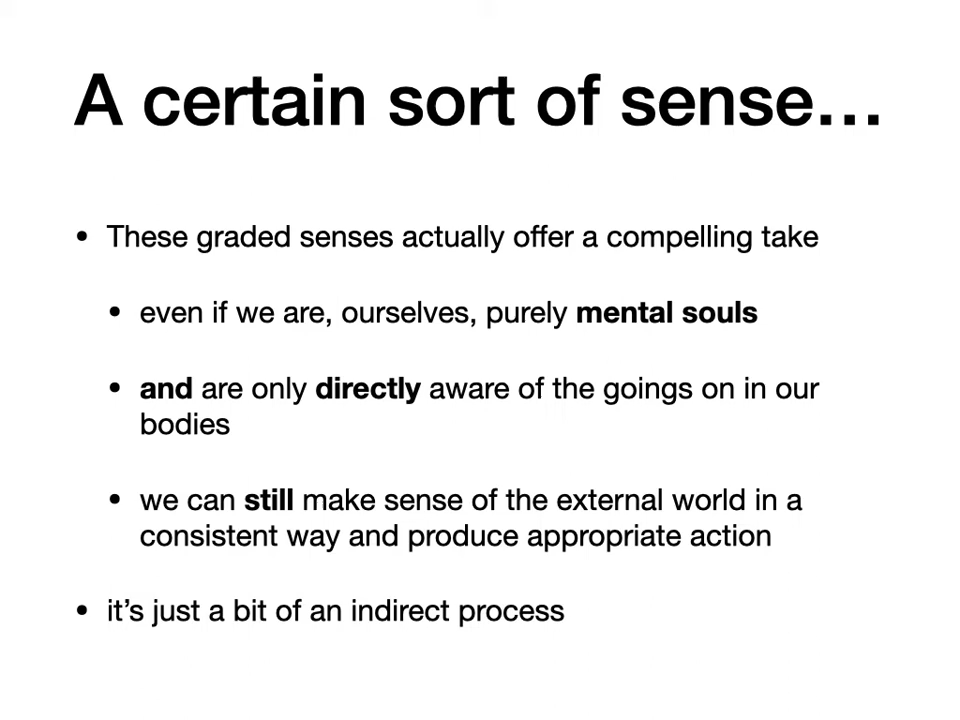 A certain sort of sense…
• These graded senses actually offer a compelling take
• even if we are, ourselves, purely mental souls
• and are only directly aware of the goings on in our
bodies
• we can still make sense of the external world in a
consistent way and produce appropriate action
• it’s just a bit of an indirect process